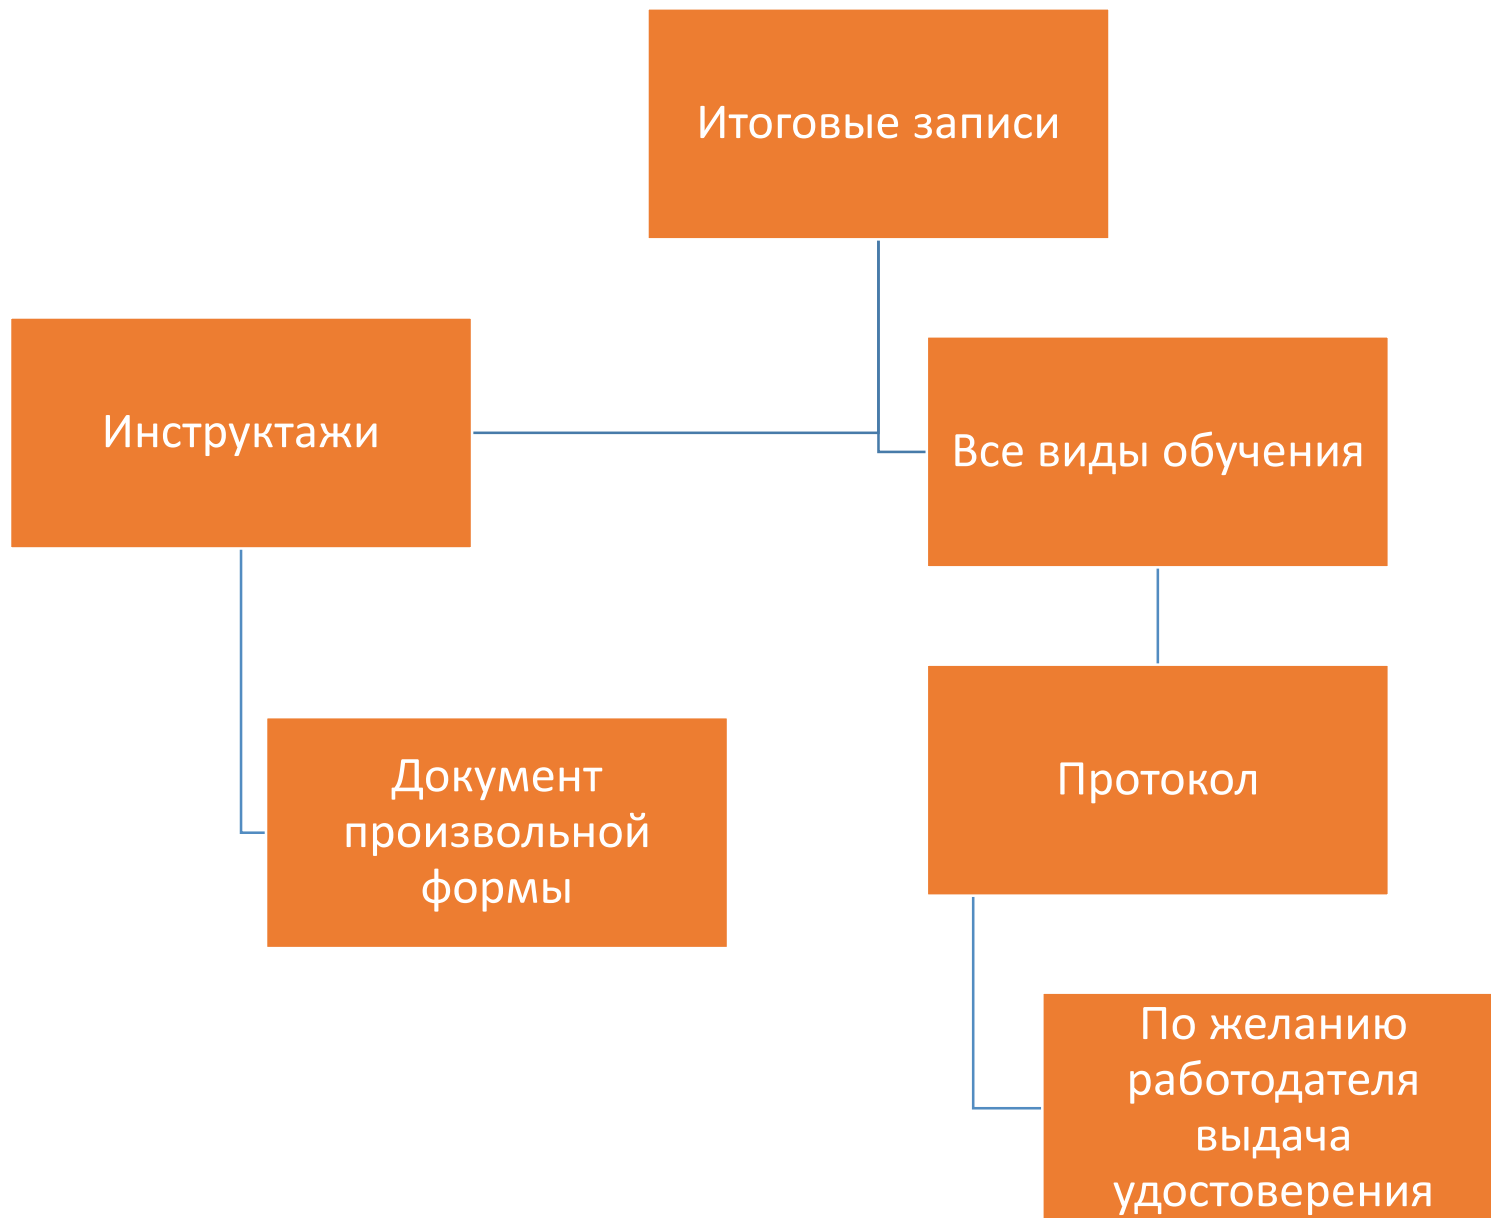 Итоговые записи
Инструктажи
Все виды обучения
Документ
произвольной
формы
Протокол
По желанию
работодателя
выдача
удостоверения